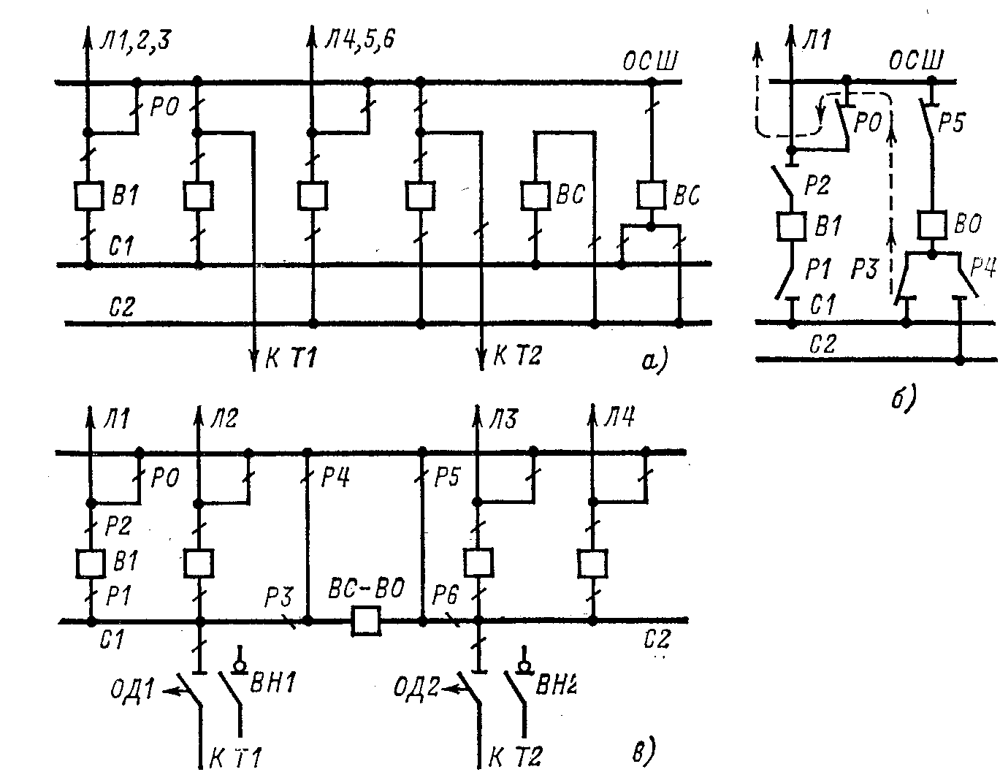 Л1,2,3 Л4,5,6 ОСШ
РО
В1 ВС ВС
С1
С2
К Т1 К Т2 а)
Л1 ОСШ
РО Р5
Р2
В1 ВО
Р1 Р3 Р4
С1
С2
б)
Л1 Л2 Л3 Л4
РО Р4 Р5
Р2
В1 ВС-ВО
Р1 Р3 Р6
С1 С2
ОД1 ВН1 ОД2 ВН2
К Т1 К Т2 в)